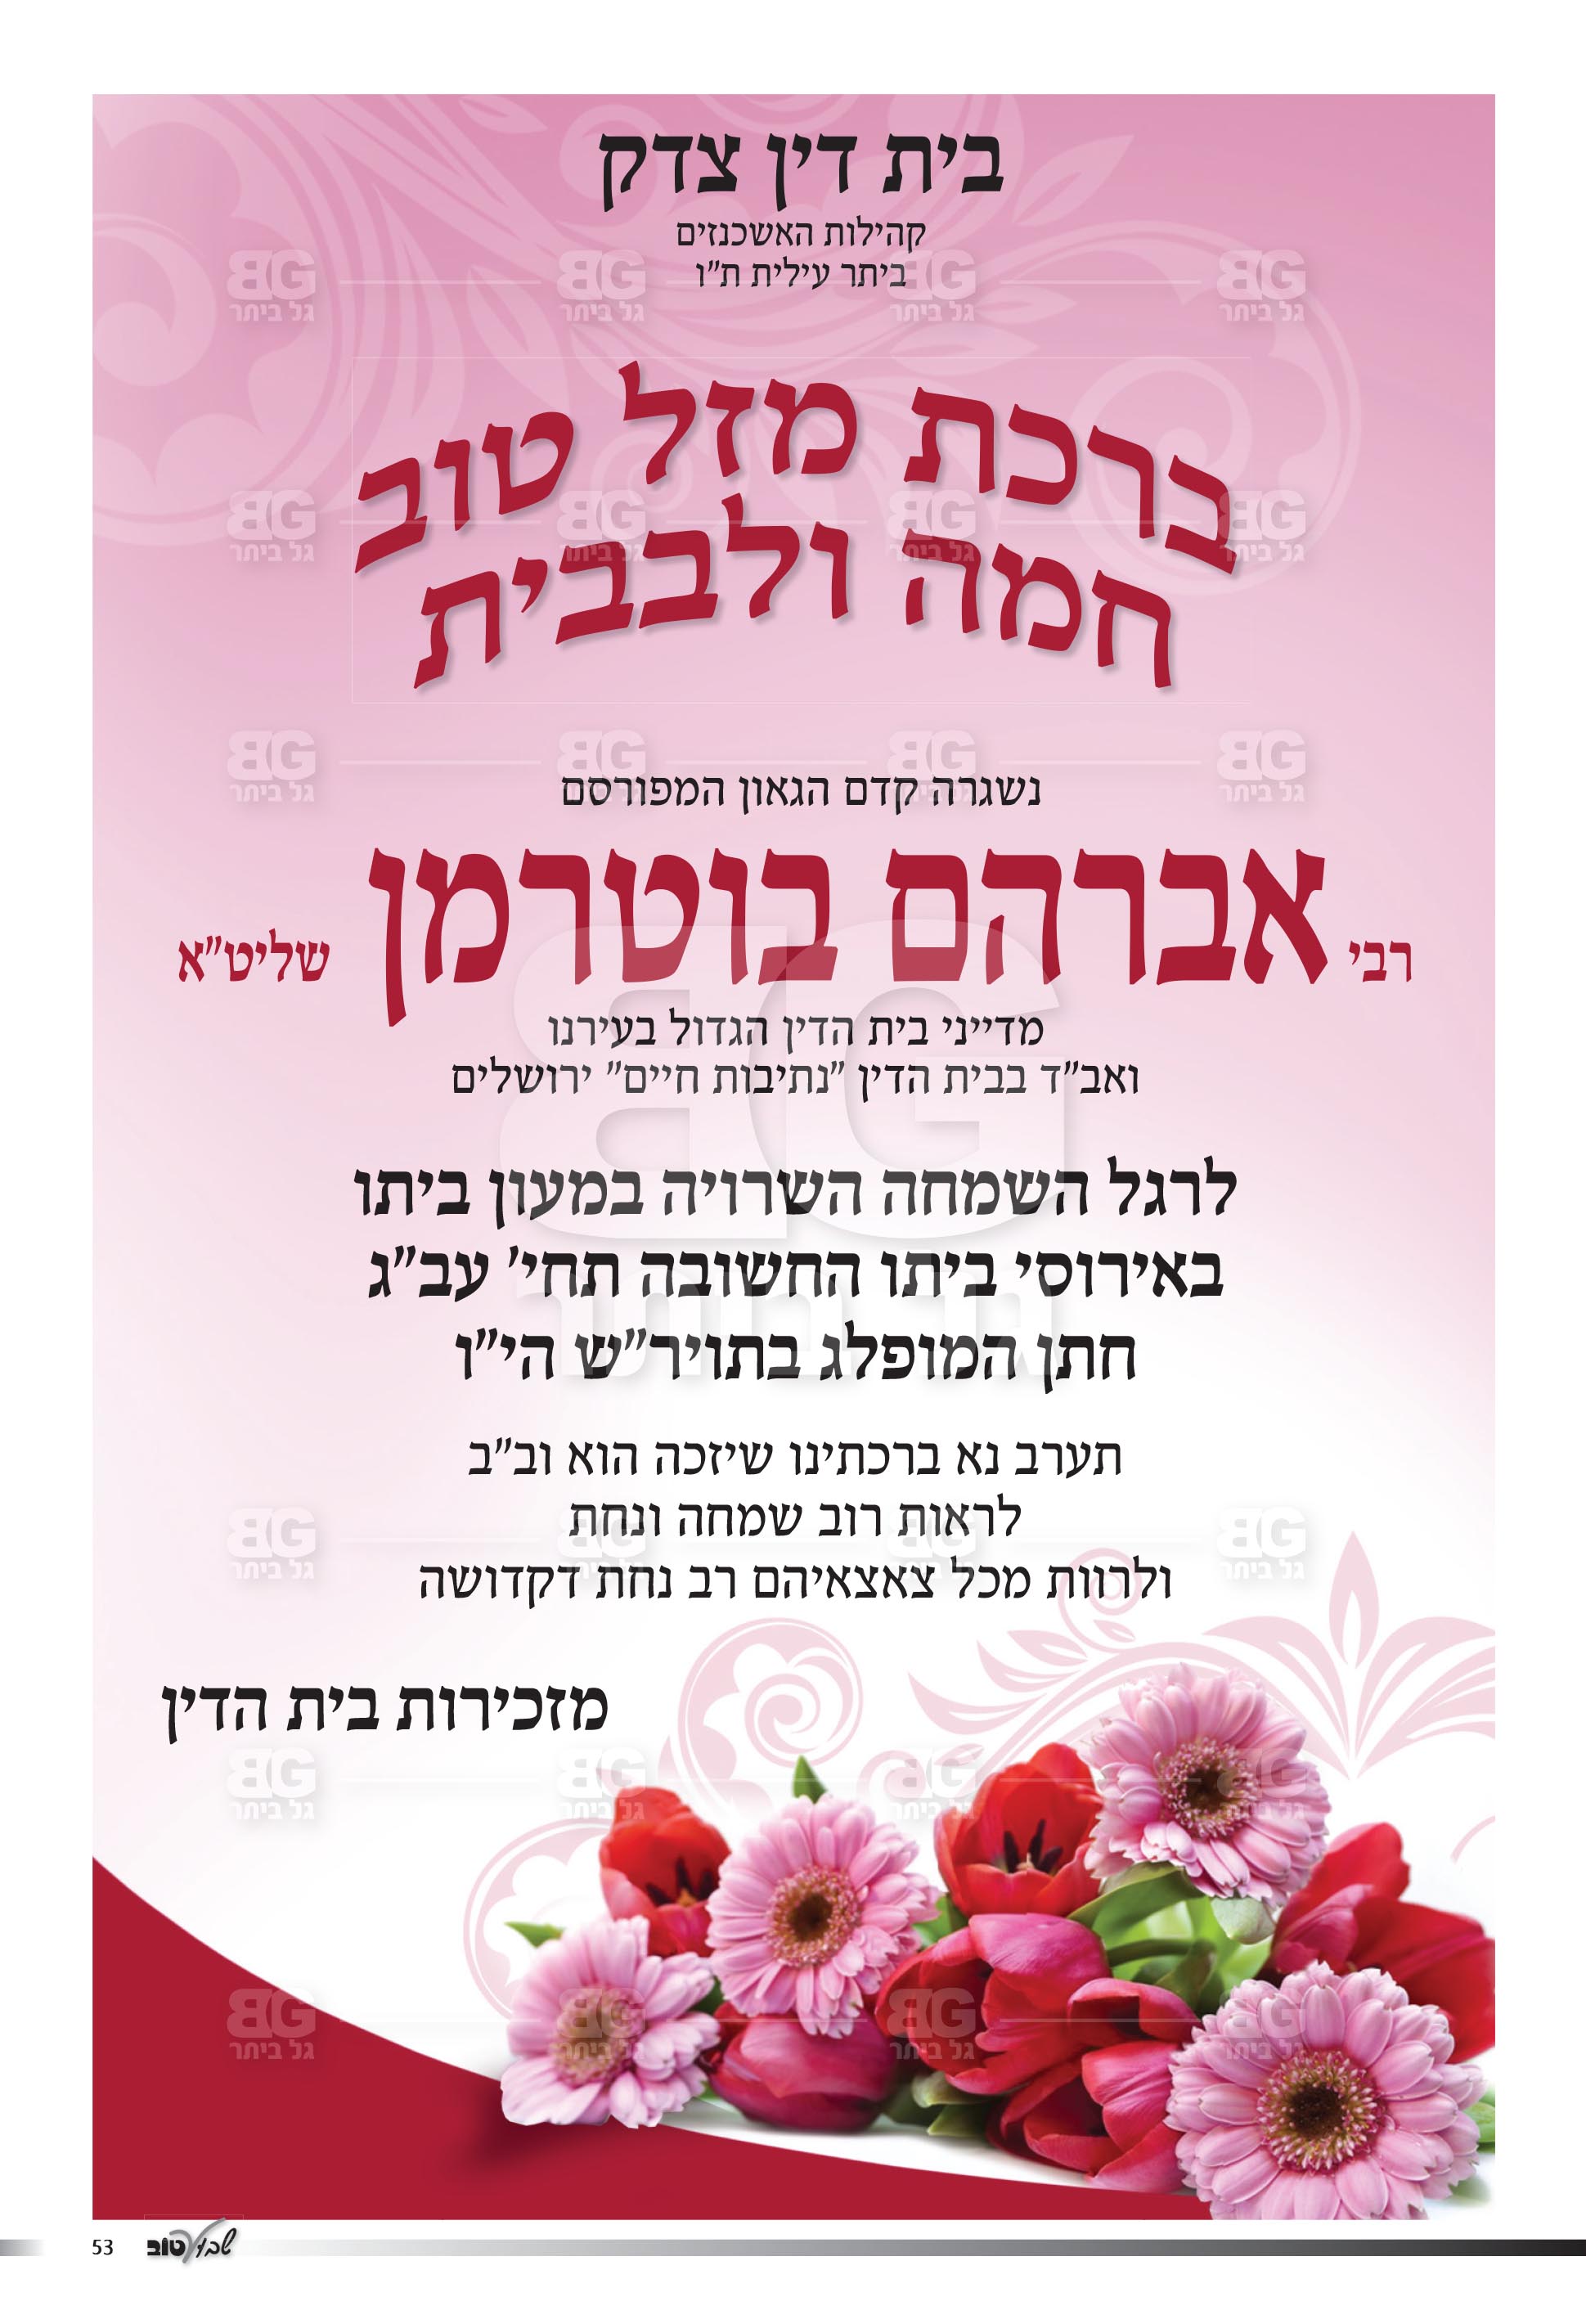 בית דין צדק
קהילות האשכנזים
ביתר עילית ת"ו
ברכת מזל טוב
חמה ולבבית
נשגרה קדם הגאון המפורסם
רבי אברהם בוטרמן שליט"א
מדייני בית הדין הגדול בעירנו
ואב"ד בבית הדין "נתיבות חיים" ירושלים
לרגל השמחה השרויה במעון ביתו
באירוסי ביתו החשובה תחי' עב"ג
חתן המופלג בתויר"ש הי"ו
תערב נא ברכתינו שיזכה הוא וב"ב
לראות רוב שמחה ונחת
ולרוות מכל צאצאיהם רב נחת דקדושה
מזכירות בית הדין
BG
גל ביתר
53 שבוע טוב